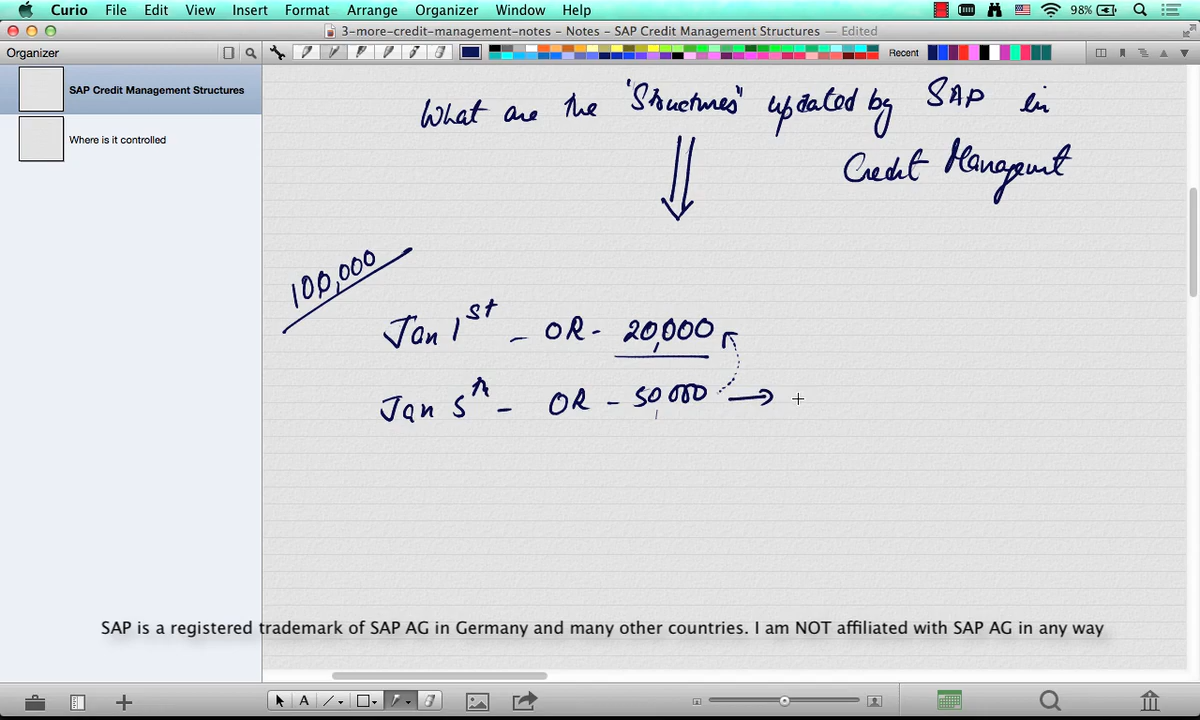 Curio File Edit View Insert Format Arrange Organizer Window Help 98%
3-more-credit-management-notes - Notes - SAP Credit Management Structures — Edited
Organizer
Recent
SAP Credit Management Structures
Where is it controlled
What are the "Structures" updated by SAP in
Credit Managemnt
100,000
Jan 1st - OR - 20,000
Jan 5th - OR - 50,000
SAP is a registered trademark of SAP AG in Germany and many other countries. I am NOT affiliated with SAP AG in any way
A